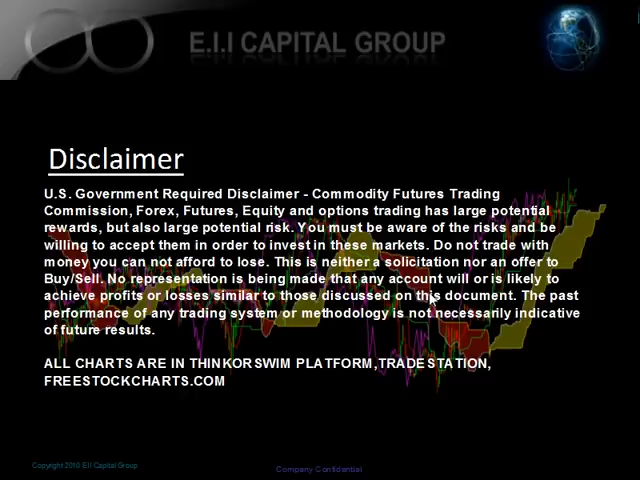 E.I.I CAPITAL GROUP
Disclaimer
U.S. Government Required Disclaimer - Commodity Futures Trading
Commission, Forex, Futures, Equity and options trading has large potential
rewards, but also large potential risk. You must be aware of the risks and be
willing to accept them in order to invest in these markets. Do not trade with
money you can not afford to lose. This is neither a solicitation nor an offer to
Buy/Sell. No representation is being made that any account will or is likely to
achieve profits or losses similar to those discussed on this document. The past
performance of any trading system or methodology is not necessarily indicative
of future results.
ALL CHARTS ARE IN THINKORSWIM PLATFORM,TRADESTATION,
FREESTOCKCHARTS.COM
Copyright 2010 E.I.I Capital Group
Company Confidential